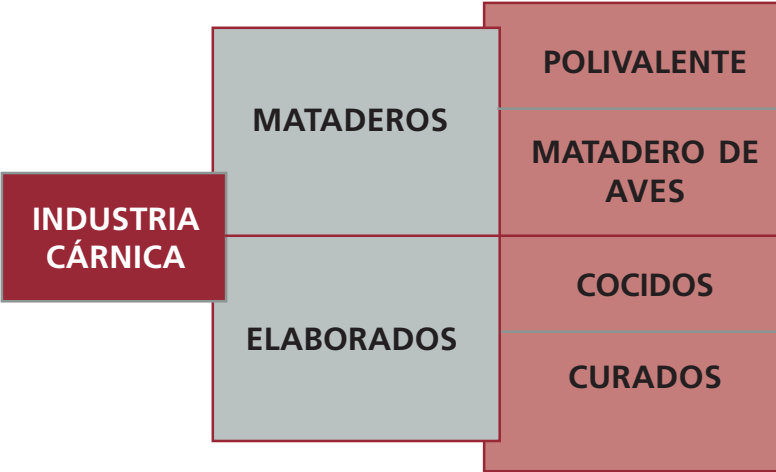 INDUSTRIA
CÁRNICA
MATADEROS
POLIVALENTE
MATADERO DE
AVES
ELABORADOS
COCIDOS
CURADOS